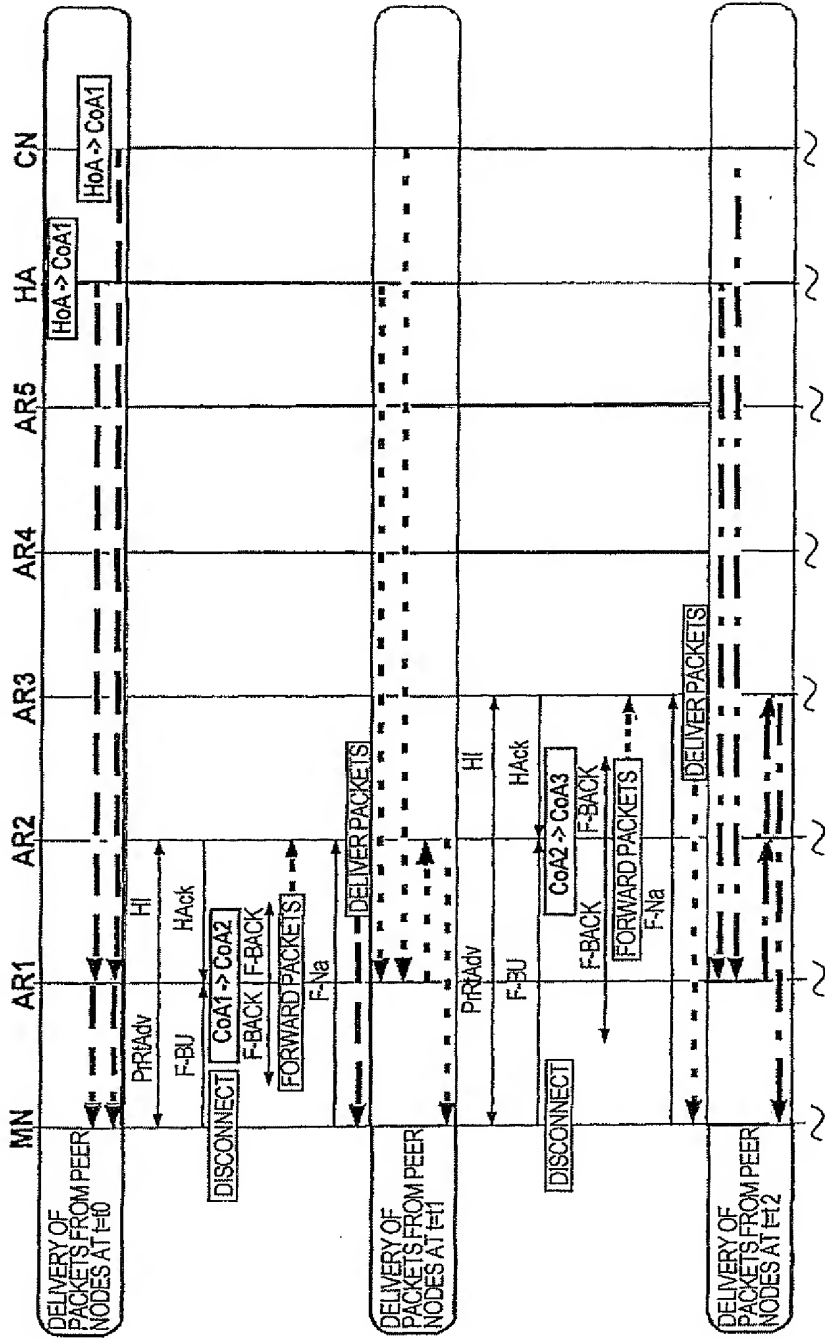 MN AR1 AR2 AR3 AR4 AR5 HA CN
DELIVERY OF
PACKETS FROM PEER
NODES AT t=t0
HoA -> CoA1
HoA -> CoA1
PrRtAdv
HI
F-BU
HAck
DISCONNECT
CoA1 -> CoA2
F-BACK
F-BACK
FORWARD PACKETS
F-Na
DELIVER PACKETS
DELIVERY OF
PACKETS FROM PEER
NODES AT t=t1
PrRtAdv
HI
F-BU
HAck
DISCONNECT
CoA2 -> CoA3
F-BACK
F-BACK
FORWARD PACKETS
F-Na
DELIVER PACKETS
DELIVERY OF
PACKETS FROM PEER
NODES AT t=t2